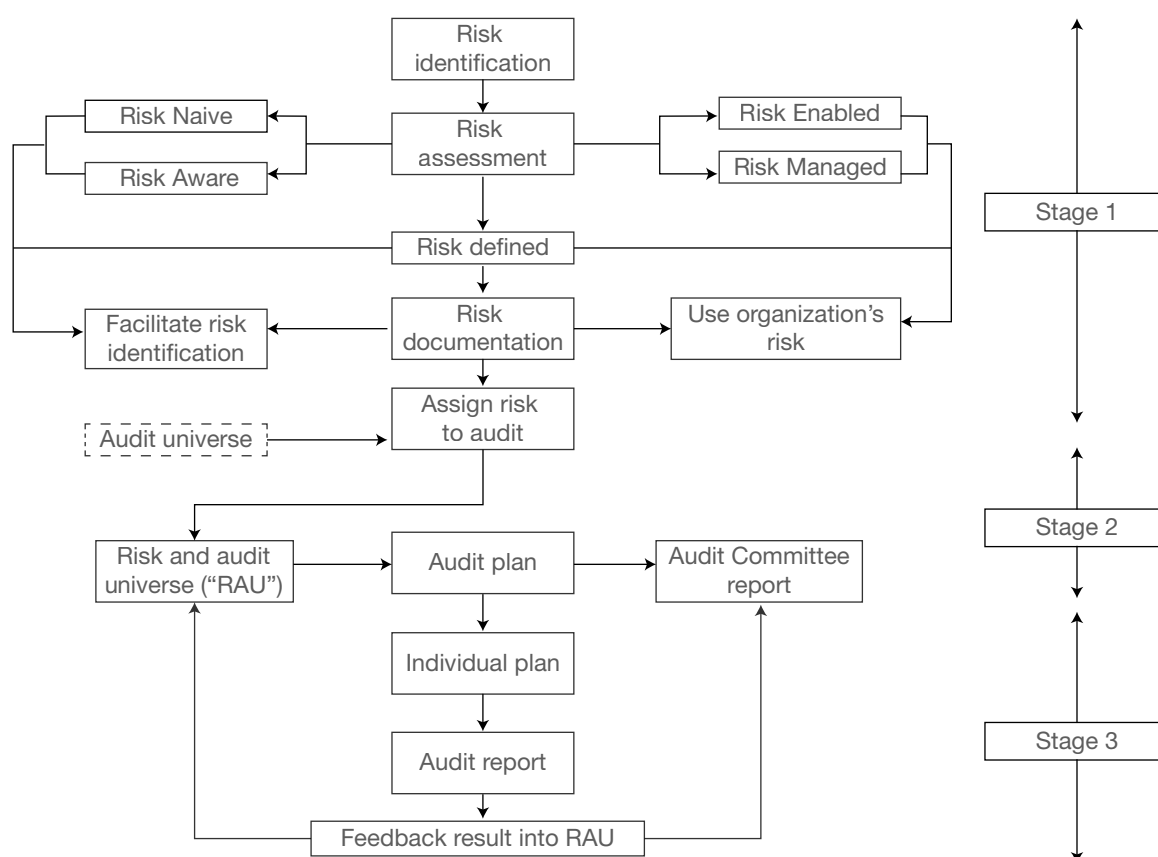 Risk
identification
Risk Naive
Risk
assessment
Risk Enabled
Risk Aware
Risk Managed
Stage 1
Risk defined
Facilitate risk
identification
Risk
documentation
Use organization’s
risk
Assign risk
to audit
Audit universe
Stage 2
Risk and audit
universe (“RAU”)
Audit plan
Audit Committee
report
Individual plan
Stage 3
Audit report
Feedback result into RAU